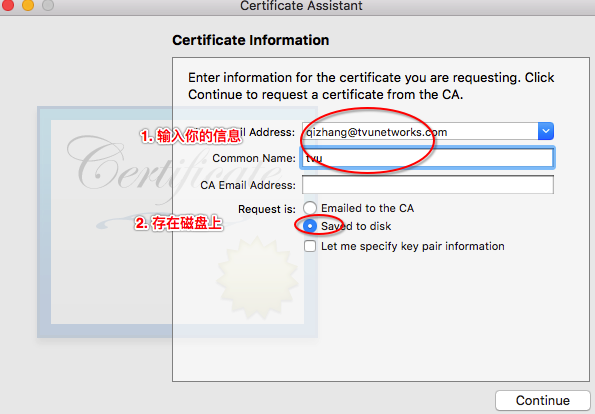 Certificate Assistant
Certificate Information
Enter information for the certificate you are requesting. Click
Continue to request a certificate from the CA.
1. 输入你的信息
il Address: qizhang@tvunetworks.com
Common Name: tvu
CA Email Address:
Certificate
Request is: Emailed to the CA
2. 存在磁盘上
Saved to disk
Let me specify key pair information
Continue